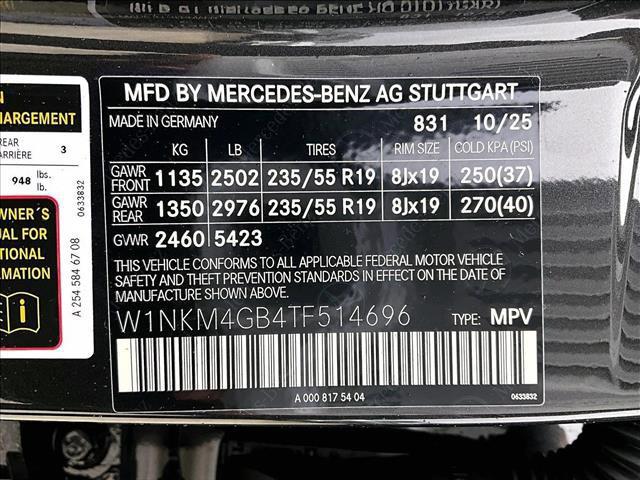 MFD BY MERCEDES-BENZ AG STUTTGART
MADE IN GERMANY 831 10/25
KG LB TIRES RIM SIZE COLD KPA (PSI)
GAWR FRONT 1135 2502 235/55 R19 8Jx19 250(37)
GAWR REAR 1350 2976 235/55 R19 8Jx19 270(40)
GVWR 2460 5423
THIS VEHICLE CONFORMS TO ALL APPLICABLE FEDERAL MOTOR VEHICLE
SAFETY AND THEFT PREVENTION STANDARDS IN EFFECT ON THE DATE OF
MANUFACTURE SHOWN ABOVE.
W1NKM4GB4TF514696 TYPE: MPV
A 000 817 54 04 0633832
HARGEMENT
REAR
ARRIÈRE 3
948 lbs.
lb.
0633832
WNER´S
UAL FOR
TIONAL
RMATION
A 254 584 67 08